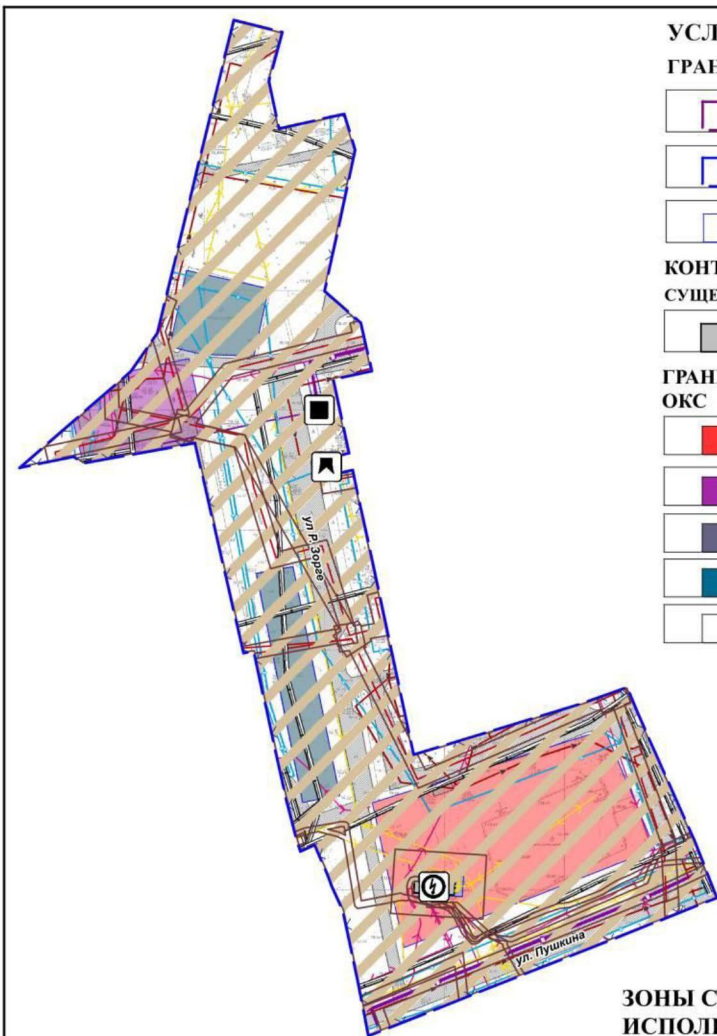 УСЛ
ГРАН
КОНТ
СУЩЕ
ГРАН
ОКС
ул Р. Зорге
ул. Пушкина
ЗОНЫ С
ИСПОЛ